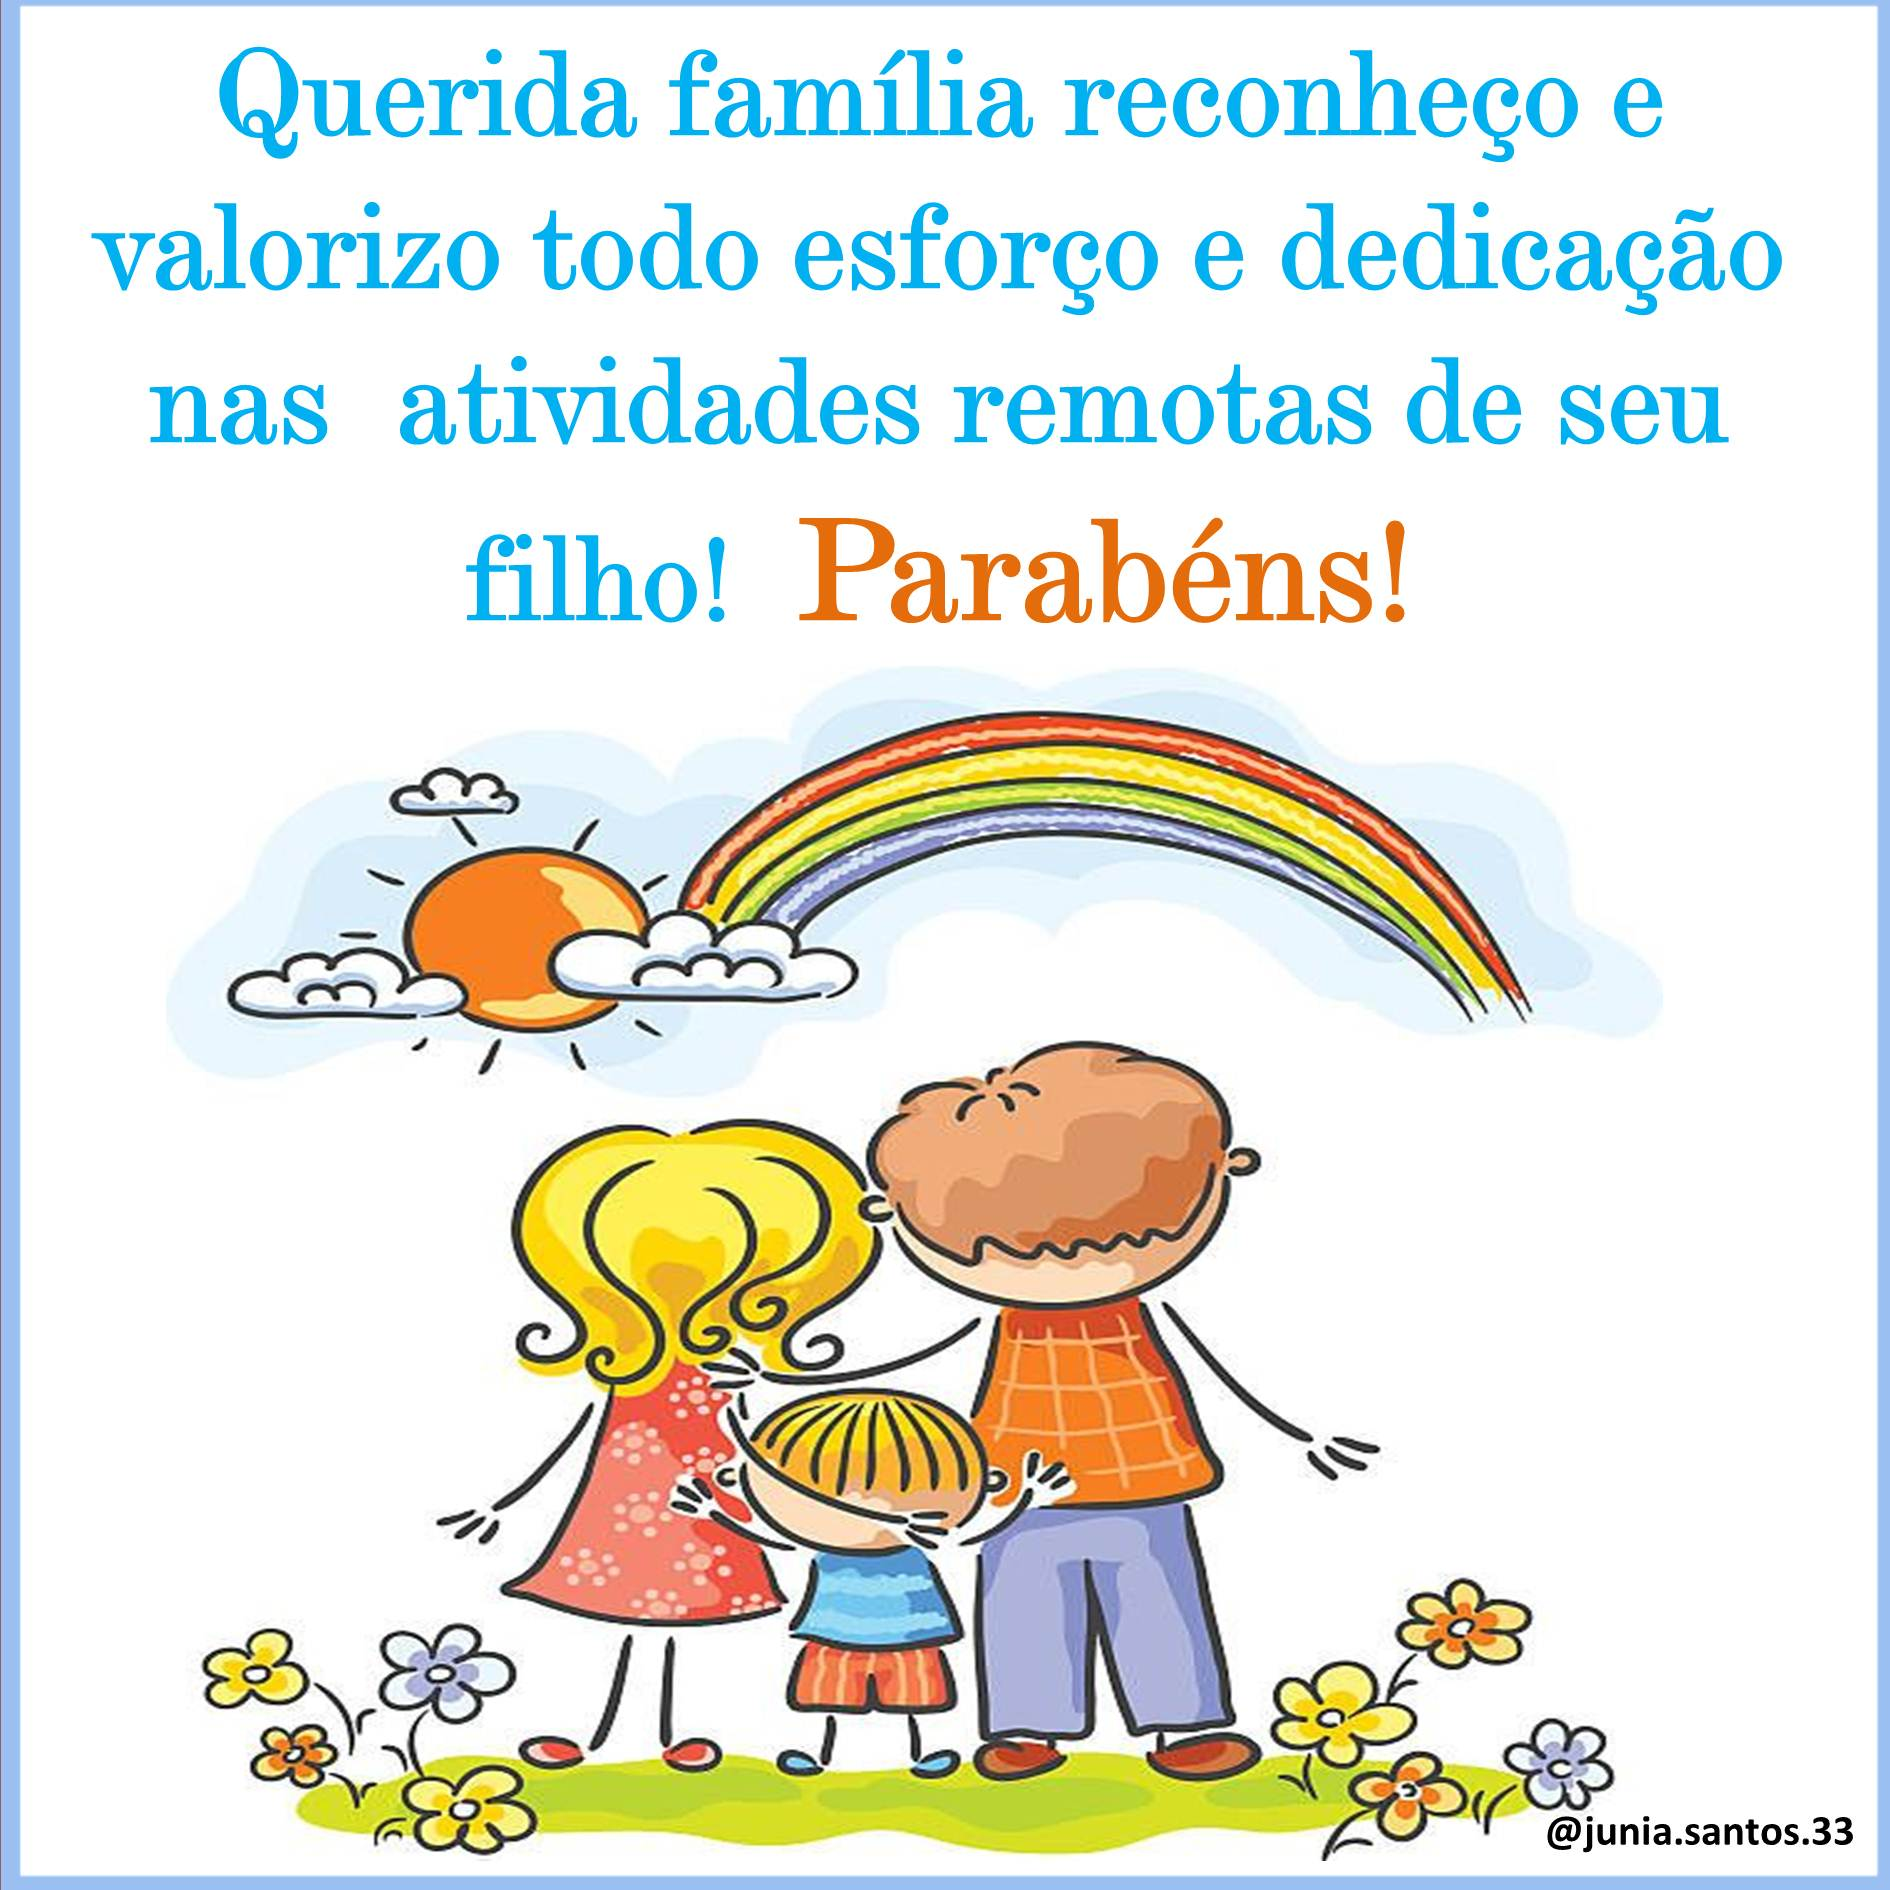 Querida família reconheço e
valorizo todo esforço e dedicação
nas atividades remotas de seu
filho! Parabéns!
@junia.santos.33